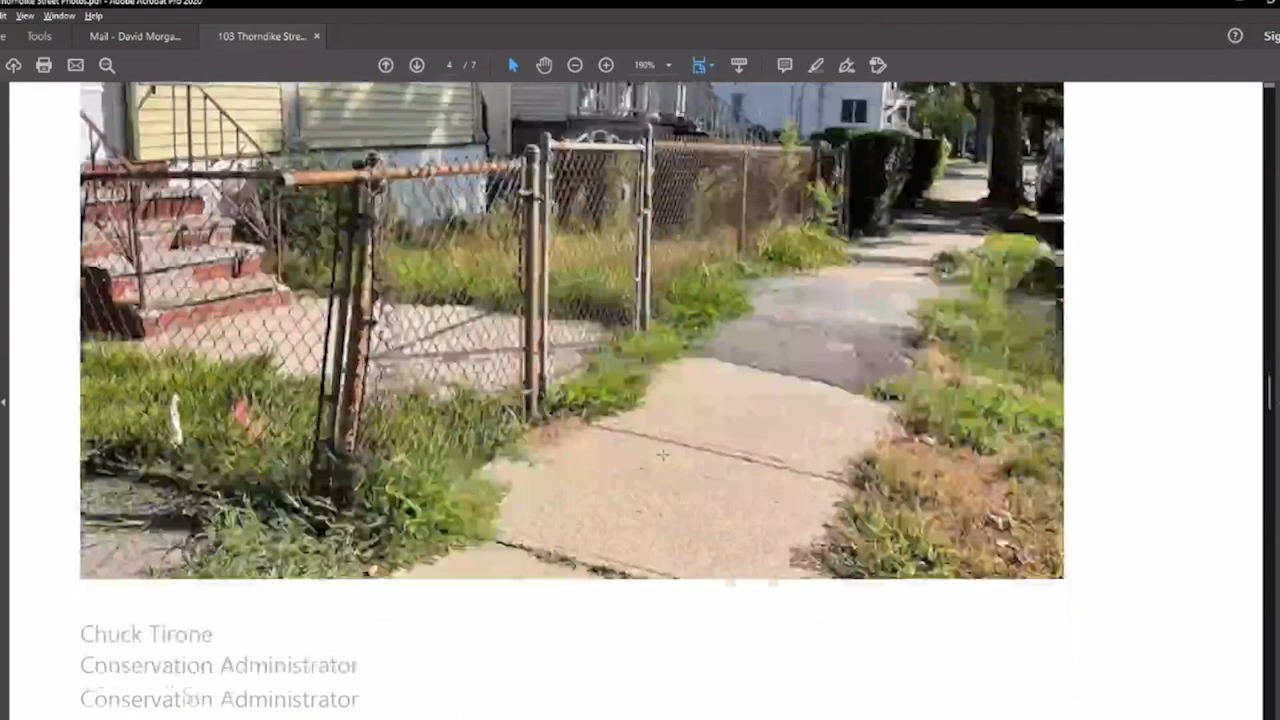 Thorndike Street Photos.pdf - Adobe Acrobat Pro 2020
View Window Help
Tools Mail - David Morga... 103 Thorndike Stre... ×
4 / 7 190%
Chuck Tirone
Conservation Administrator
Conservation Administrator